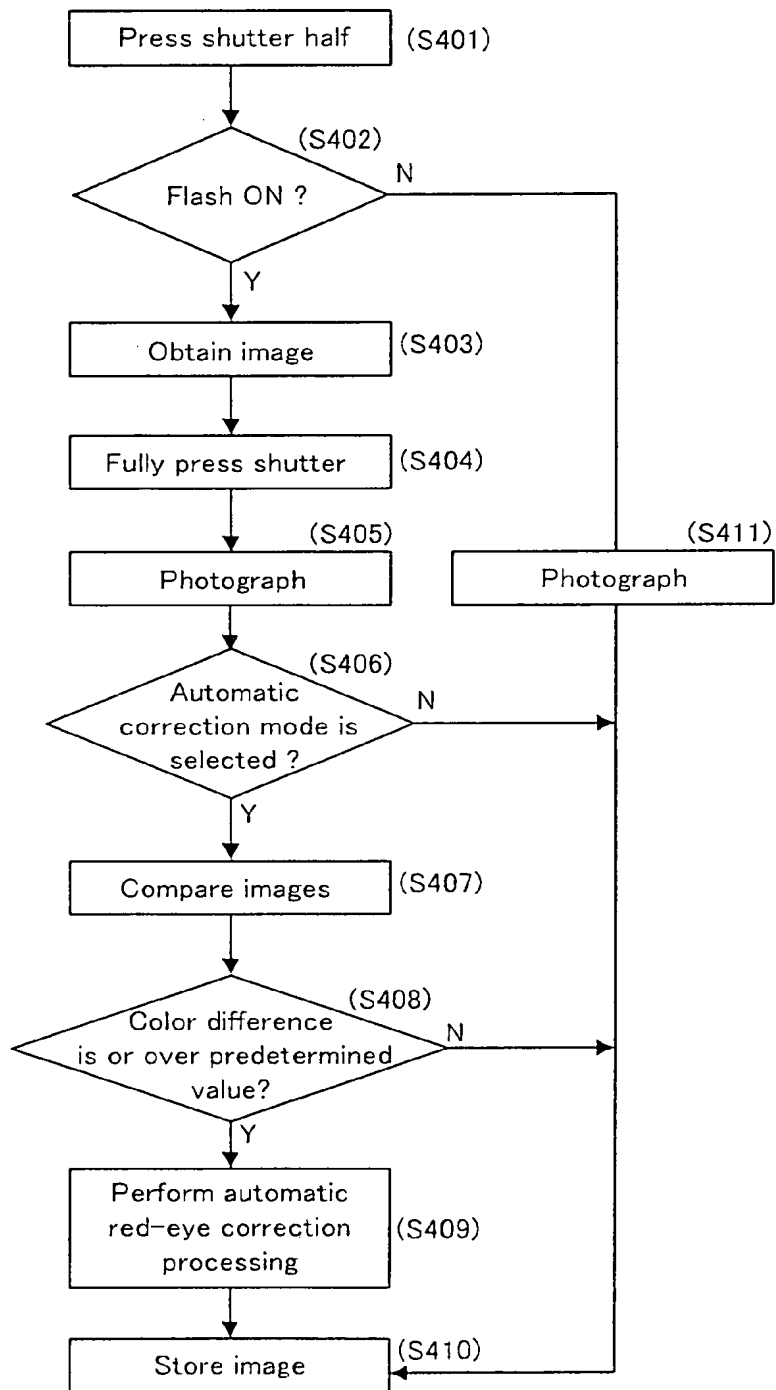 Press shutter half
(S401)
(S402)
Flash ON ?
N
Y
Obtain image
(S403)
Fully press shutter
(S404)
(S405)
Photograph
(S411)
Photograph
(S406)
Automatic
correction mode is
selected ?
N
Y
Compare images
(S407)
(S408)
Color difference
is or over predetermined
value?
N
Y
Perform automatic
red-eye correction
processing
(S409)
Store image
(S410)